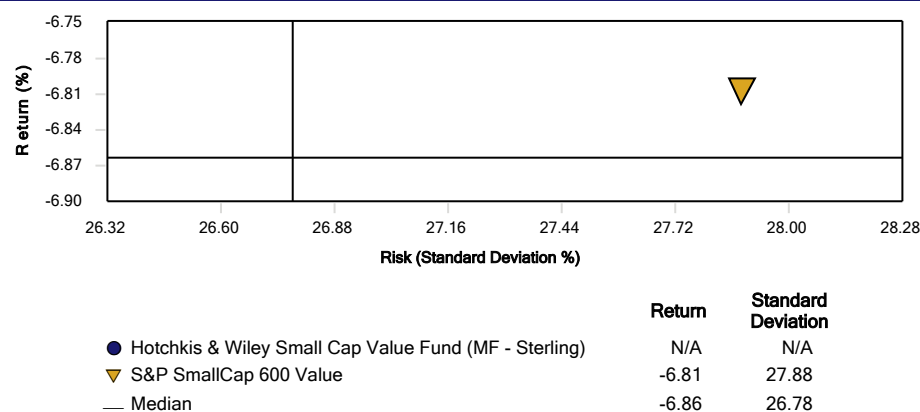 -6.75
-6.78
-6.81
-6.84
-6.87
-6.90
Return (%)
26.32 26.60 26.88 27.16 27.44 27.72 28.00 28.28
Risk (Standard Deviation %)
Return Standard Deviation
Hotchkis & Wiley Small Cap Value Fund (MF - Sterling) N/A N/A
S&P SmallCap 600 Value -6.81 27.88
Median -6.86 26.78